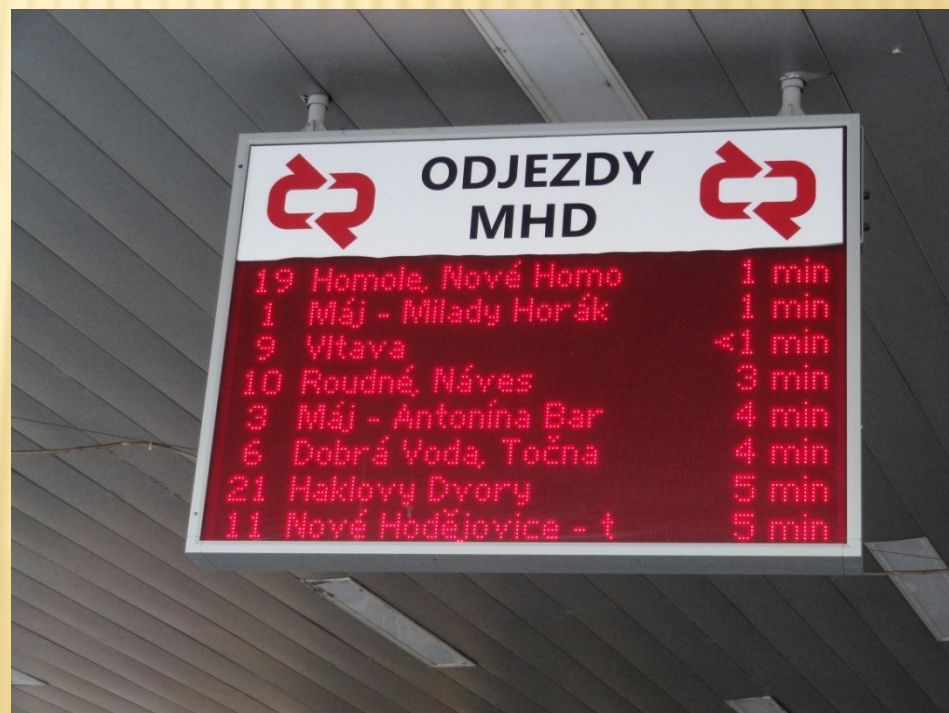 ODJEZDY
MHD
19 Homole, Nové Homo 1 min
1 Máj - Milady Horák 1 min
9 Vltava <1 min
10 Roudné, Náves 3 min
3 Máj - Antonína Bar 4 min
6 Dobrá Voda, Točna 4 min
21 Haklovy Dvory 5 min
11 Nové Hodějovice - t 5 min